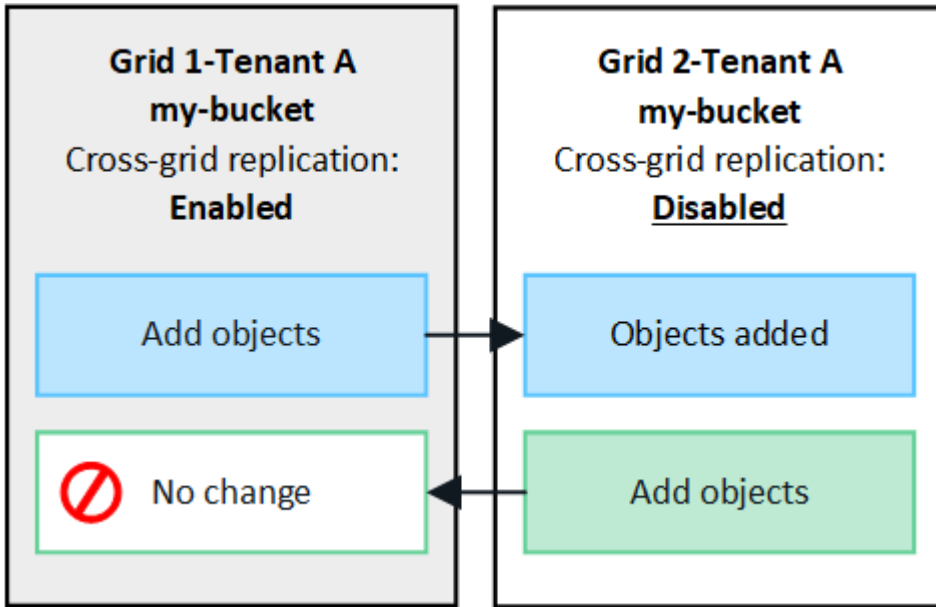 Grid 1-Tenant A
my-bucket
Cross-grid replication:
Enabled
Add objects
No change
Grid 2-Tenant A
my-bucket
Cross-grid replication:
Disabled
Objects added
Add objects